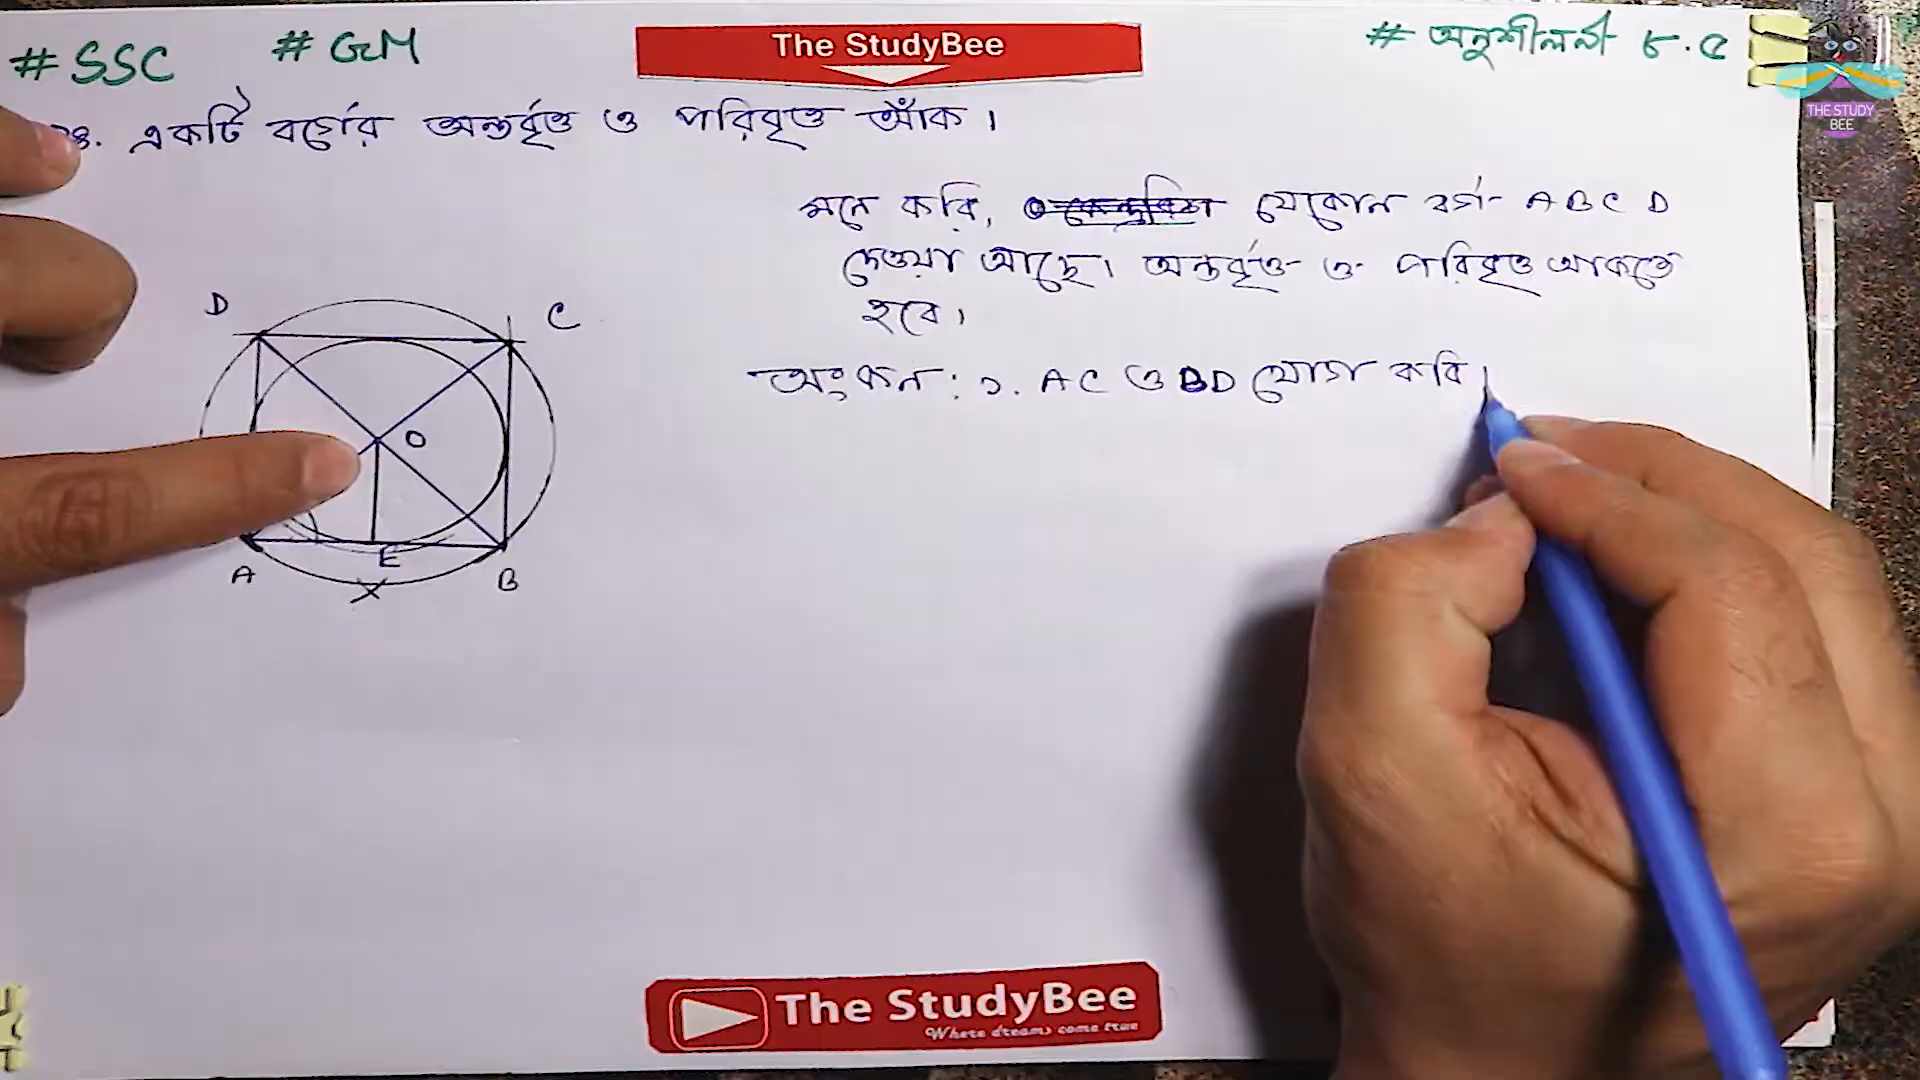 # SSC # GM
The StudyBee
# অনুশীলনী ৮.৫
THE STUDY
BEE
একটি বর্গের অন্তর্বৃত্ত ও পরিবৃত্ত আঁক।
মনে করি, যেকোন বর্গ ABCD
দেওয়া আছে। অন্তর্বৃত্ত ও পরিবৃত্ত আকতে
হবে।
অংকন: ১. AC ও BD যোগ করি।
D C
O
E
A B
The StudyBee
Where dreams come true